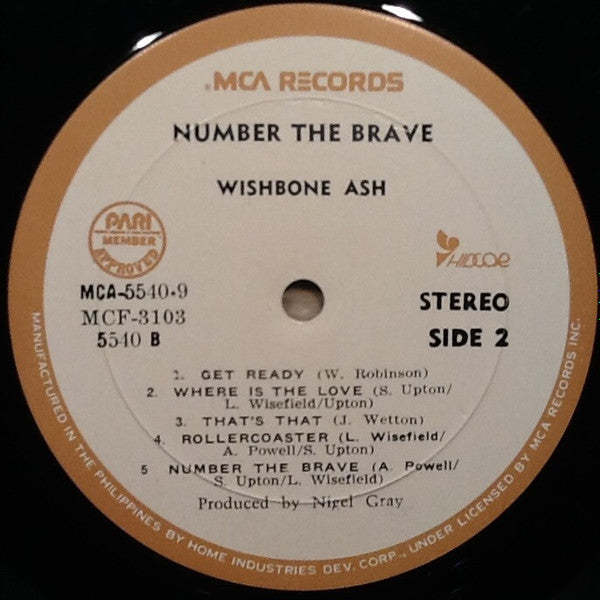 MCA RECORDS
NUMBER THE BRAVE
WISHBONE ASH
PARI
MEMBER
APPROVED
MCA-5540-9
MCF-3103
5540 B
STEREO
SIDE 2
1. GET READY (W. Robinson)
2. WHERE IS THE LOVE (S. Upton/
L. Wisefield/Upton)
3. THAT'S THAT (J. Wetton)
4. ROLLERCOASTER (L. Wisefield/
A. Powell/S. Upton)
5 NUMBER THE BRAVE (A. Powell/
S. Upton/L. Wisefield)
Produced by Nigel Gray
MANUFACTURED IN THE PHILIPPINES BY HOME INDUSTRIES DEV. CORP., UNDER LICENSED BY MCA RECORDS INC.